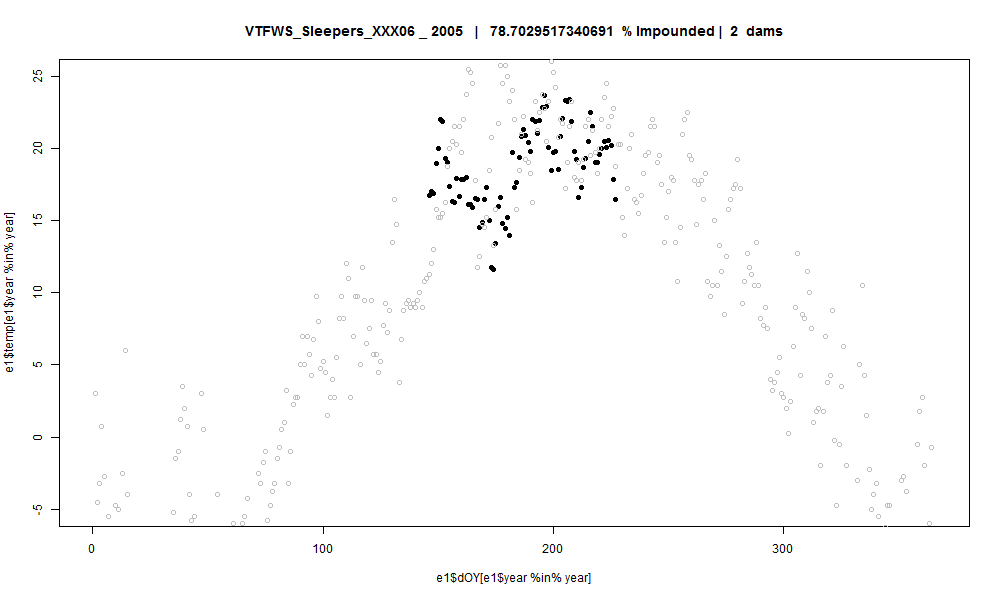 VTFWS_Sleepers_XXX06 _ 2005 | 78.7029517340691 % Impounded | 2 dams
e1$temp[e1$year %in% year]
25
20
15
10
5
0
-5
0 100 200 300
e1$dOY[e1$year %in% year]